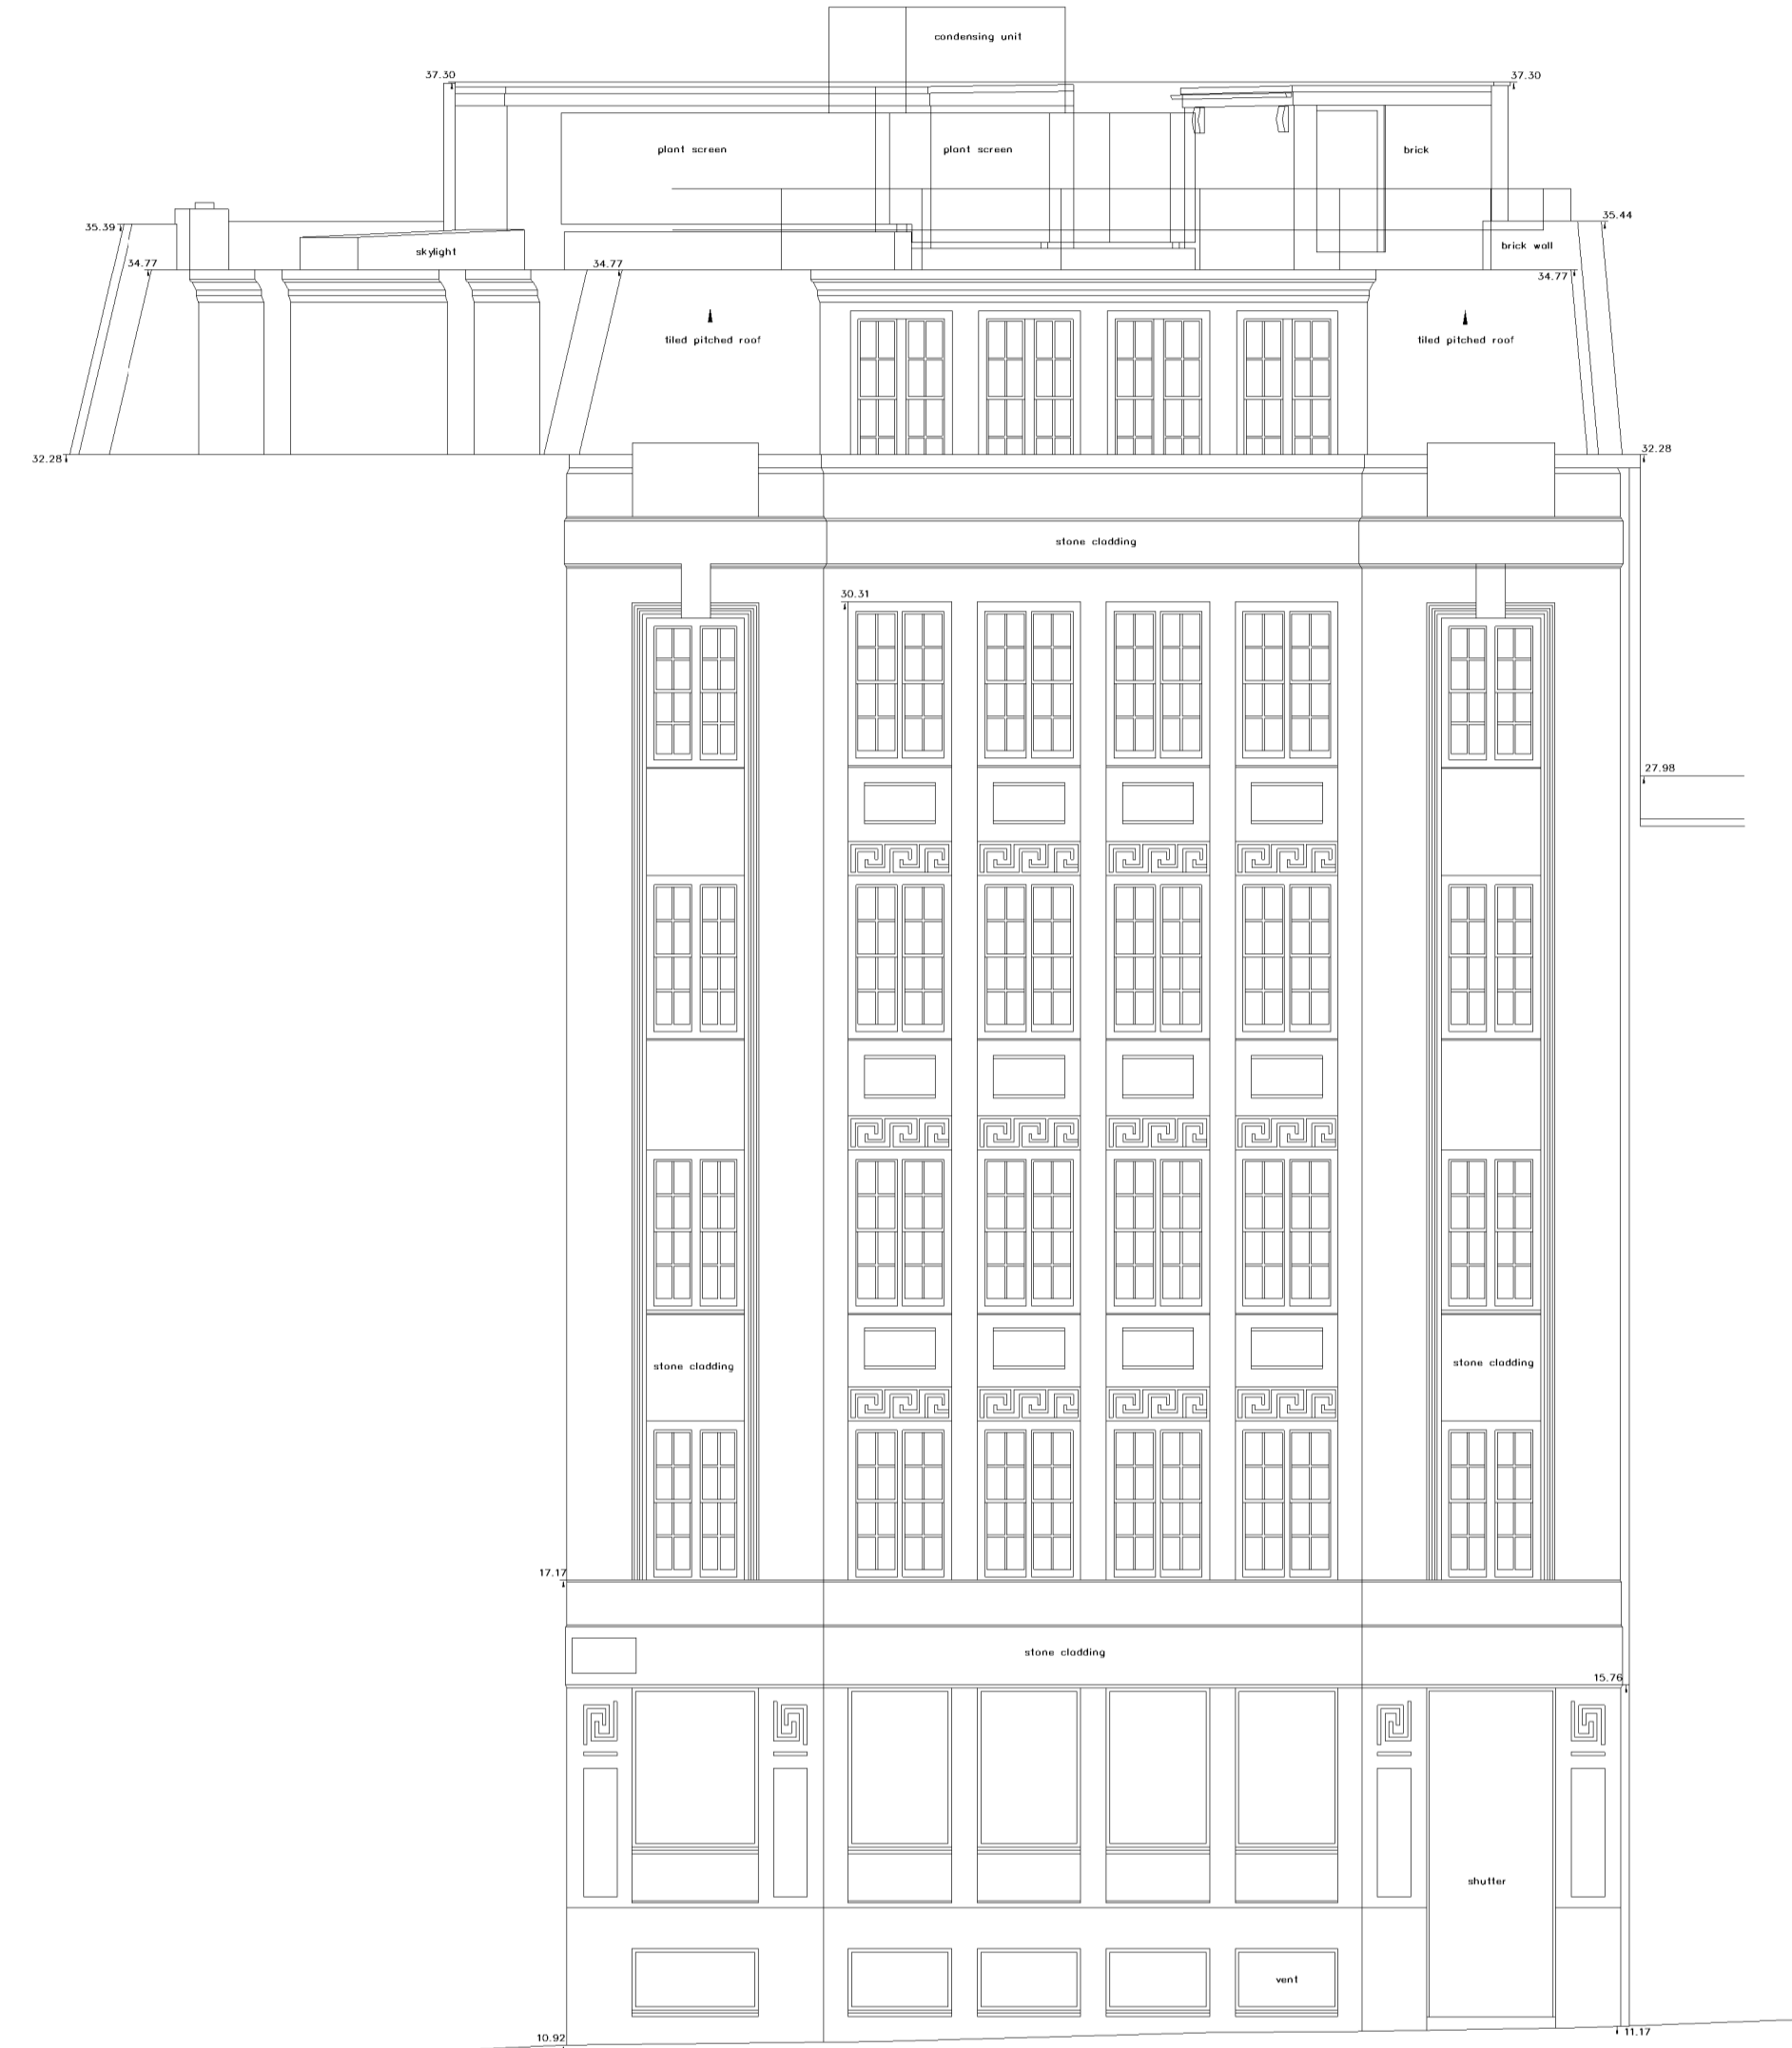 condensing unit
37.30
37.30
plant screen
plant screen
brick
35.39
35.44
skylight
brick wall
34.77
34.77
34.77
tiled pitched roof
tiled pitched roof
32.28
32.28
stone cladding
30.31
27.98
stone cladding
stone cladding
17.17
stone cladding
15.76
shutter
vent
10.92
11.17